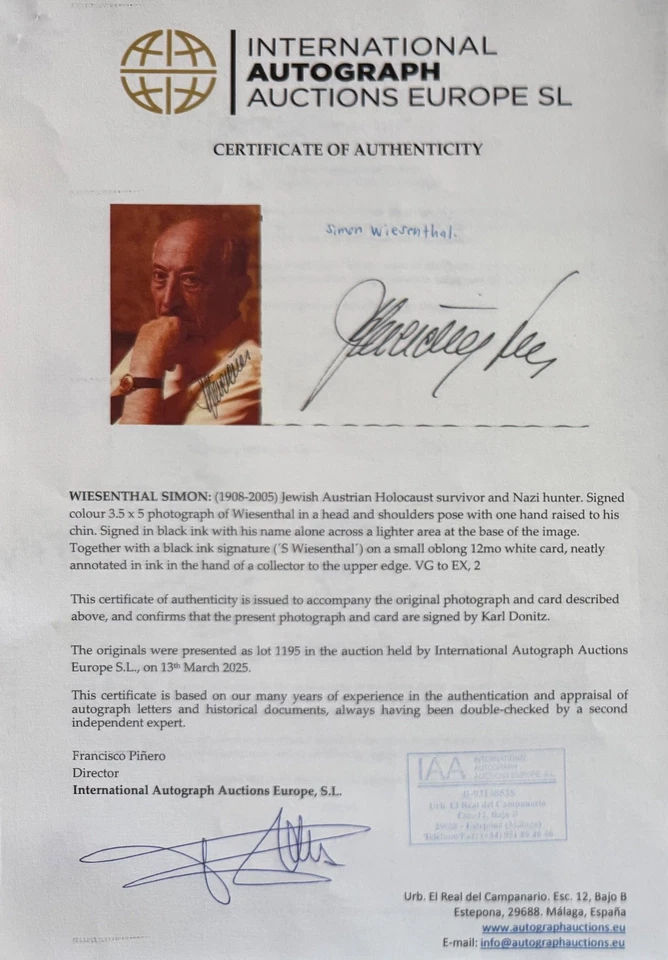 INTERNATIONAL
AUTOGRAPH
AUCTIONS EUROPE SL
CERTIFICATE OF AUTHENTICITY
Simon Wiesenthal.
WIESENTHAL SIMON: (1908-2005) Jewish Austrian Holocaust survivor and Nazi hunter. Signed
colour 3.5 x 5 photograph of Wiesenthal in a head and shoulders pose with one hand raised to his
chin. Signed in black ink with his name alone across a lighter area at the base of the image.
Together with a black ink signature (´S Wiesenthal´) on a small oblong 12mo white card, neatly
annotated in ink in the hand of a collector to the upper edge. VG to EX, 2
This certificate of authenticity is issued to accompany the original photograph and card described
above, and confirms that the present photograph and card are signed by Karl Donitz.
The originals were presented as lot 1195 in the auction held by International Autograph Auctions
Europe S.L., on 13th March 2025.
This certificate is based on our many years of experience in the authentication and appraisal of
autograph letters and historical documents, always having been double-checked by a second
independent expert.
Francisco Piñero
Director
International Autograph Auctions Europe, S.L.
IAA INTERNATIONAL
AUTOGRAPH
AUCTIONS EUROPE SL
Urb. El Real del Campanario
Urb. El Real del Campanario. Esc. 12, Bajo B
Estepona, 29688. Málaga, España
www.autographauctions.eu
E-mail: info@autographauctions.eu